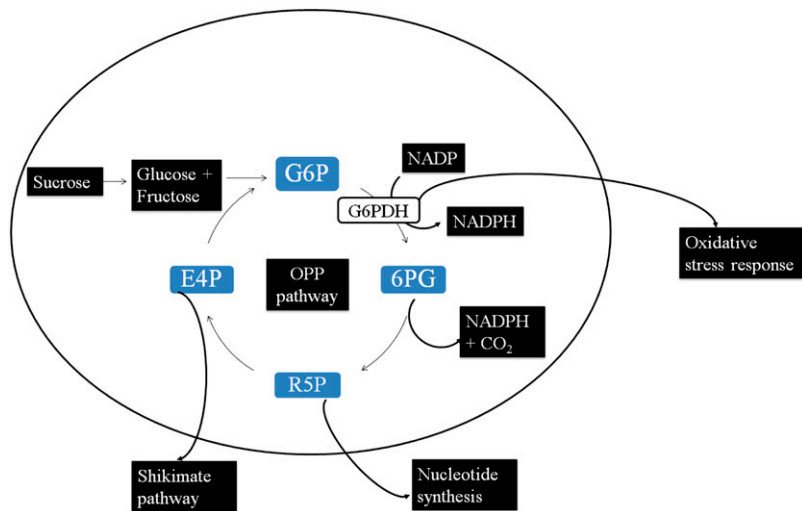 G6P
NADP
Glucose +
Fructose
Sucrose
G6PDH
NADPH
Oxidative
stress response
E4P
OPP
pathway
6PG
NADPH
+ CO₂
R5P
Shikimate
pathway
Nucleotide
synthesis